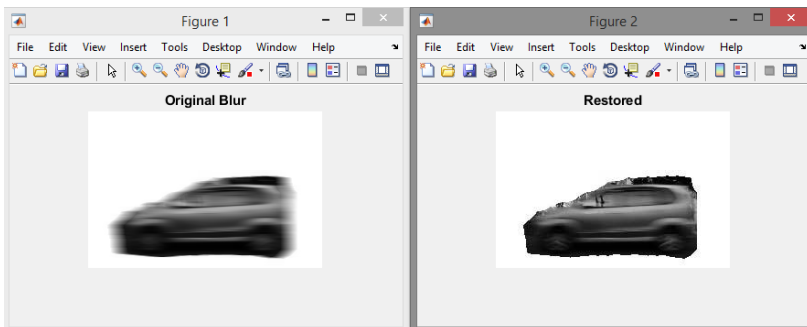 Figure 1
File Edit View Insert Tools Desktop Window Help
Original Blur
Figure 2
File Edit View Insert Tools Desktop Window Help
Restored